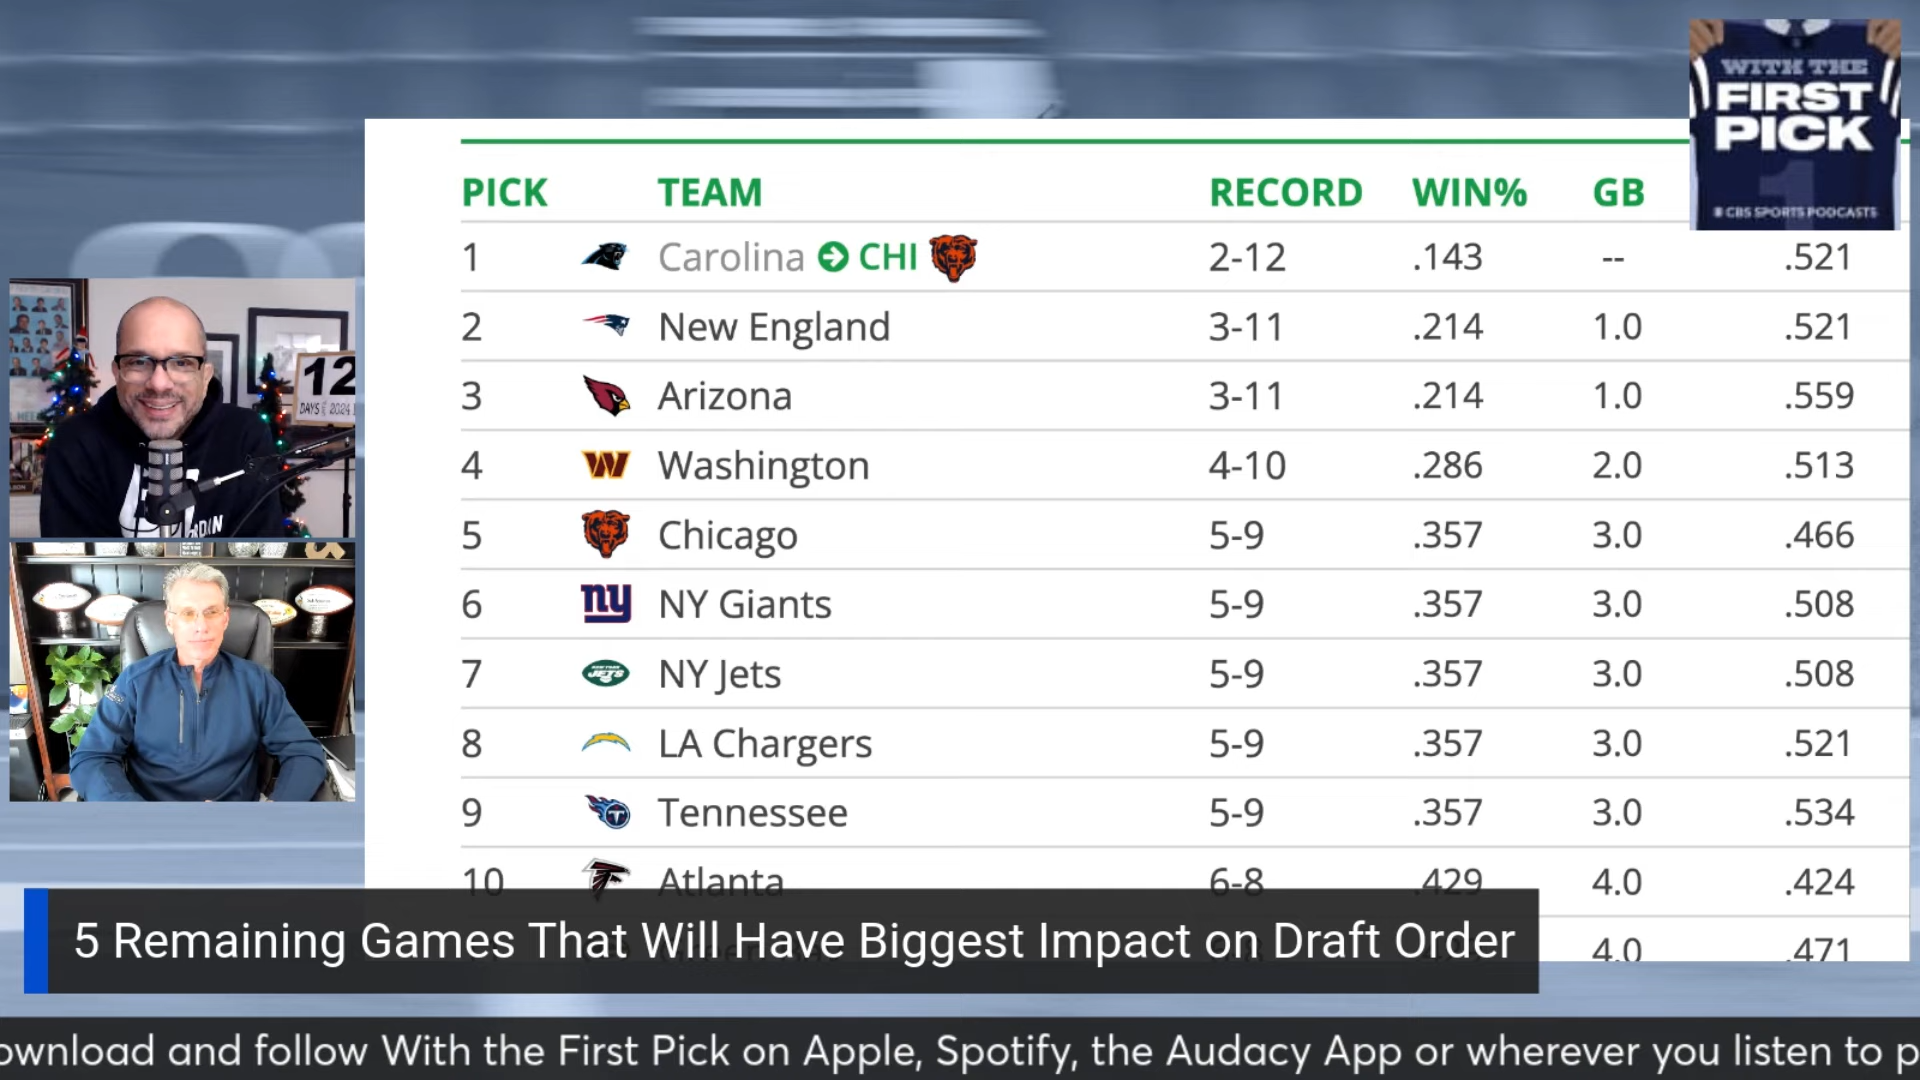 WITH THE
FIRST
PICK
1
CBS SPORTS PODCASTS
PICK TEAM RECORD WIN% GB
1 Carolina CHI 2-12 .143 -- .521
2 New England 3-11 .214 1.0 .521
3 Arizona 3-11 .214 1.0 .559
4 Washington 4-10 .286 2.0 .513
5 Chicago 5-9 .357 3.0 .466
6 ny NY Giants 5-9 .357 3.0 .508
7 JETS NY Jets 5-9 .357 3.0 .508
8 LA Chargers 5-9 .357 3.0 .521
9 T Tennessee 5-9 .357 3.0 .534
10 Atlanta 6-8 .429 4.0 .424
4.0 .471
12
DAYS 2024
5 Remaining Games That Will Have Biggest Impact on Draft Order
ownload and follow With the First Pick on Apple, Spotify, the Audacy App or wherever you listen to p